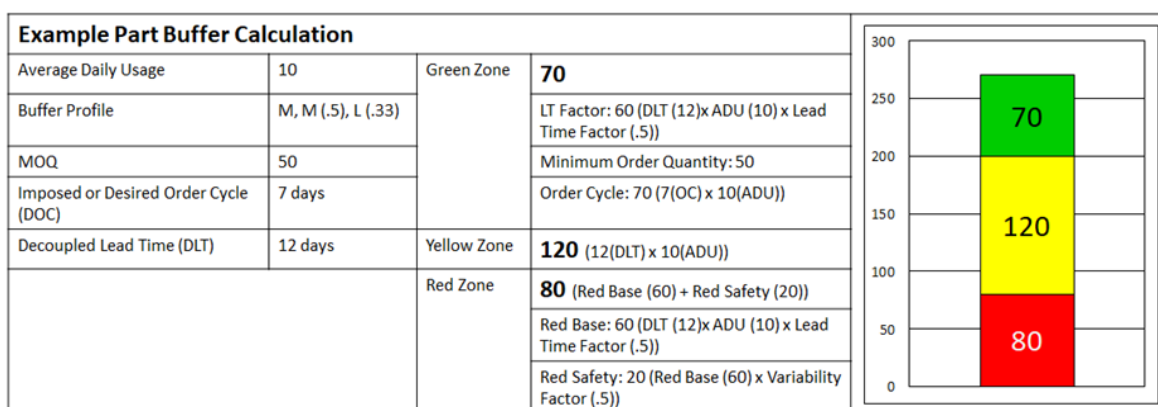 Example Part Buffer Calculation
Average Daily Usage
10
Green Zone
70
Buffer Profile
M, M (.5), L (.33)
LT Factor: 60 (DLT (12)x ADU (10) x Lead
Time Factor (.5))
MOQ
50
Minimum Order Quantity: 50
Imposed or Desired Order Cycle
(DOC)
7 days
Order Cycle: 70 (7(OC) x 10(ADU))
Decoupled Lead Time (DLT)
12 days
Yellow Zone
120 (12(DLT) x 10(ADU))
Red Zone
80 (Red Base (60) + Red Safety (20))
Red Base: 60 (DLT (12)x ADU (10) x Lead
Time Factor (.5))
Red Safety: 20 (Red Base (60) x Variability
Factor (.5))
300
250
200
150
100
50
0
70
120
80